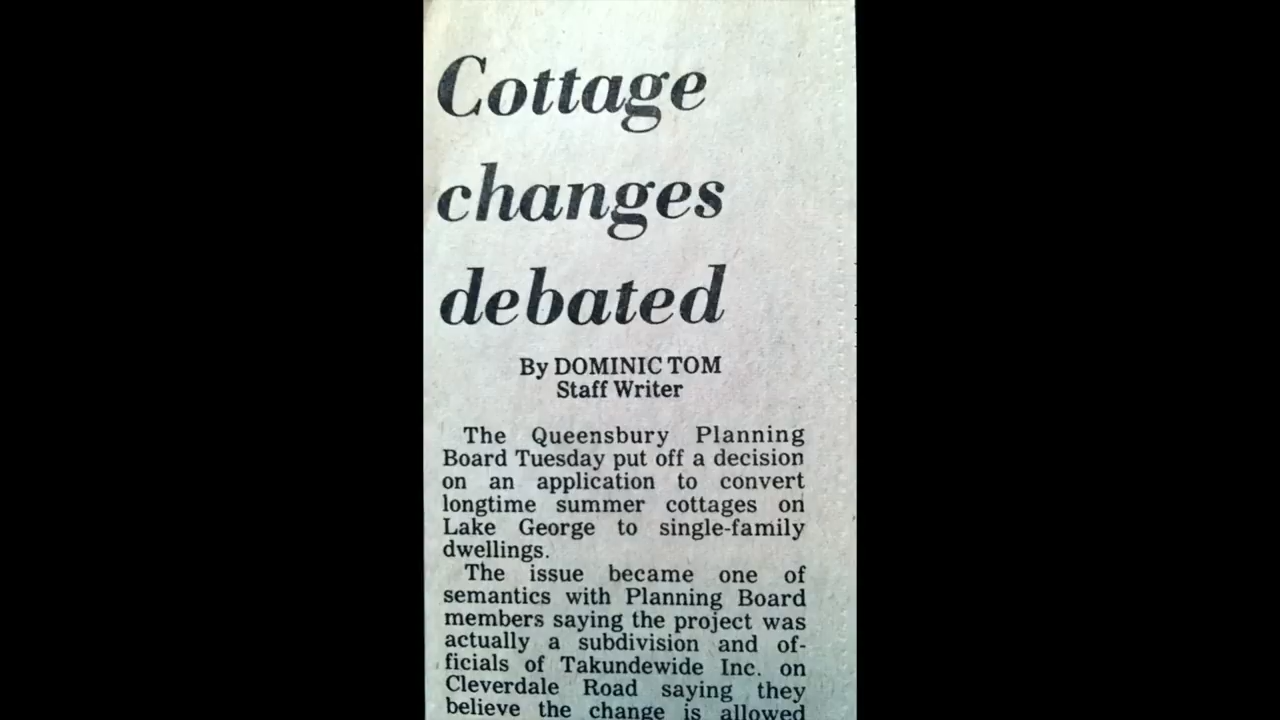 Cottage
changes
debated
By DOMINIC TOM
Staff Writer
The Queensbury Planning
Board Tuesday put off a decision
on an application to convert
longtime summer cottages on
Lake George to single-family
dwellings.
The issue became one of
semantics with Planning Board
members saying the project was
actually a subdivision and of-
ficials of Takundewide Inc. on
Cleverdale Road saying they
believe the change is allowed